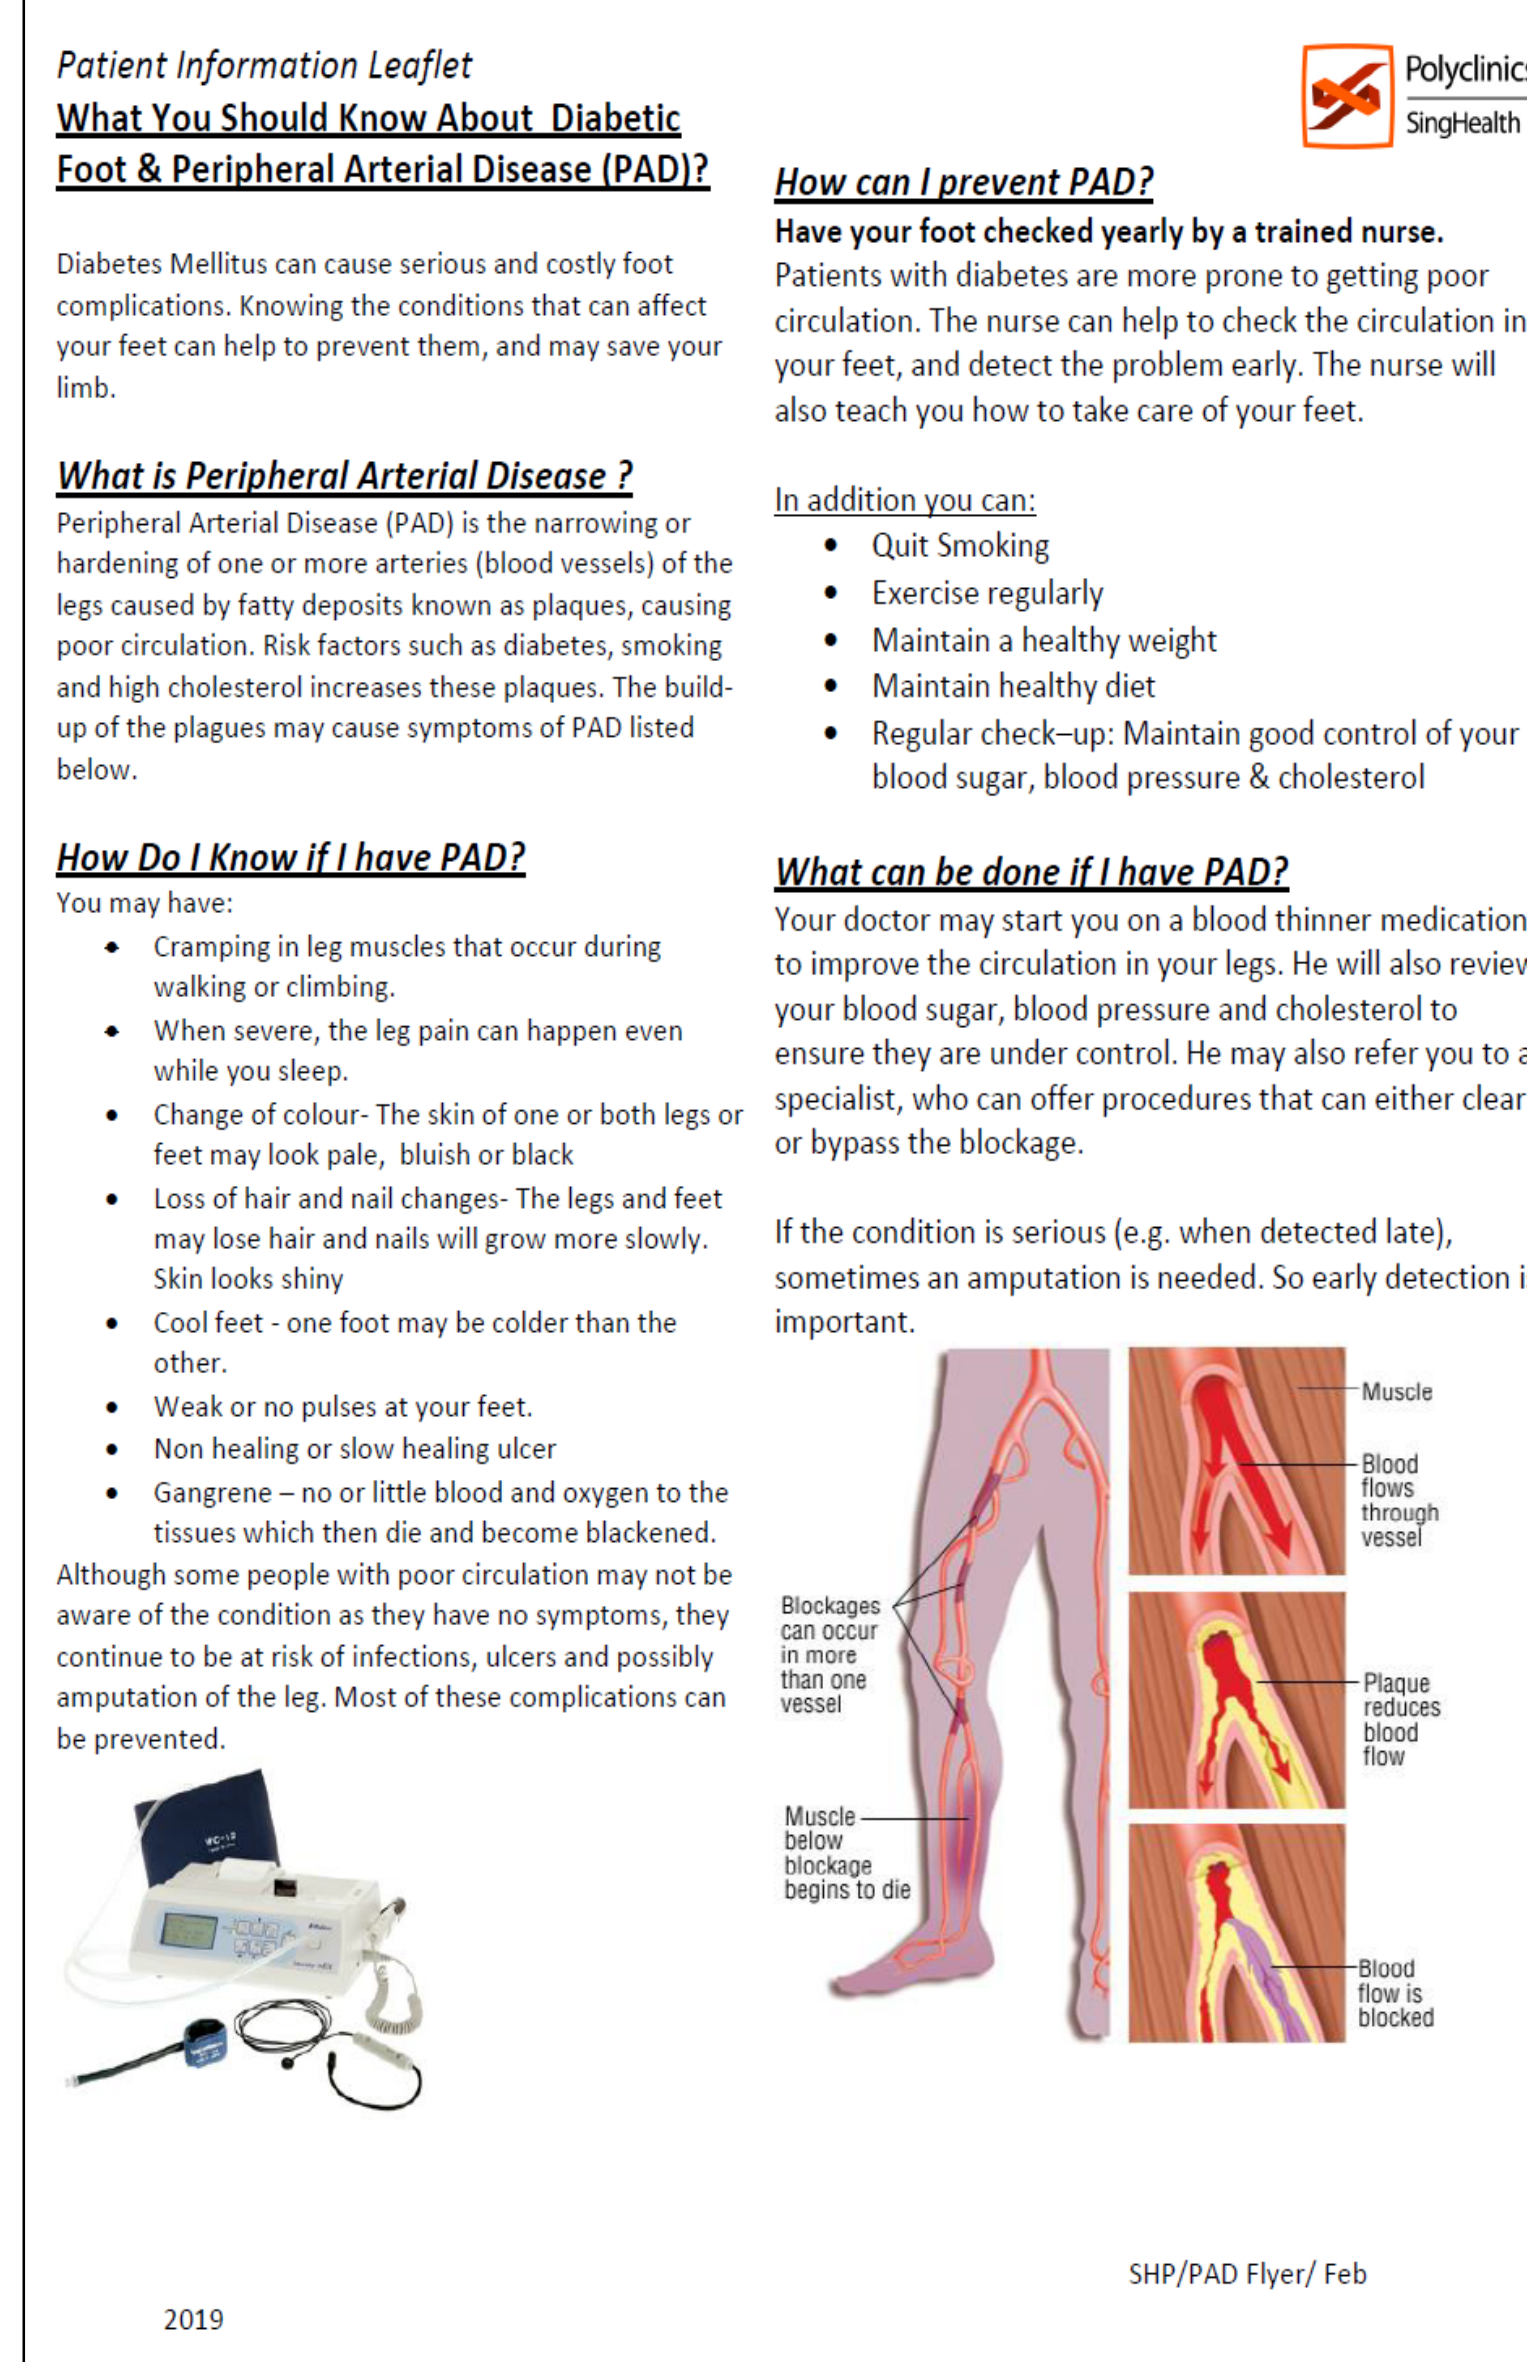 Patient Information Leaflet
What You Should Know About Diabetic
Foot & Peripheral Arterial Disease (PAD)?
Diabetes Mellitus can cause serious and costly foot
complications. Knowing the conditions that can affect
your feet can help to prevent them, and may save your
limb.
What is Peripheral Arterial Disease ?
Peripheral Arterial Disease (PAD) is the narrowing or
hardening of one or more arteries (blood vessels) of the
legs caused by fatty deposits known as plaques, causing
poor circulation. Risk factors such as diabetes, smoking
and high cholesterol increases these plaques. The build-
up of the plagues may cause symptoms of PAD listed
below.
How Do I Know if I have PAD?
You may have:
• Cramping in leg muscles that occur during
walking or climbing.
• When severe, the leg pain can happen even
while you sleep.
• Change of colour- The skin of one or both legs or
feet may look pale, bluish or black
• Loss of hair and nail changes- The legs and feet
may lose hair and nails will grow more slowly.
Skin looks shiny
• Cool feet - one foot may be colder than the
other.
• Weak or no pulses at your feet.
• Non healing or slow healing ulcer
• Gangrene – no or little blood and oxygen to the
tissues which then die and become blackened.
Although some people with poor circulation may not be
aware of the condition as they have no symptoms, they
continue to be at risk of infections, ulcers and possibly
amputation of the leg. Most of these complications can
be prevented.
WC-12
Polyclinics
SingHealth
How can I prevent PAD?
Have your foot checked yearly by a trained nurse.
Patients with diabetes are more prone to getting poor
circulation. The nurse can help to check the circulation in
your feet, and detect the problem early. The nurse will
also teach you how to take care of your feet.
In addition you can:
• Quit Smoking
• Exercise regularly
• Maintain a healthy weight
• Maintain healthy diet
• Regular check–up: Maintain good control of your
blood sugar, blood pressure & cholesterol
What can be done if I have PAD?
Your doctor may start you on a blood thinner medication
to improve the circulation in your legs. He will also review
your blood sugar, blood pressure and cholesterol to
ensure they are under control. He may also refer you to a
specialist, who can offer procedures that can either clear
or bypass the blockage.
If the condition is serious (e.g. when detected late),
sometimes an amputation is needed. So early detection i
important.
Blockages
can occur
in more
than one
vessel
Muscle
below
blockage
begins to die
Muscle
Blood
flows
through
vessel
Plaque
reduces
blood
flow
Blood
flow is
blocked
SHP/PAD Flyer/ Feb
2019